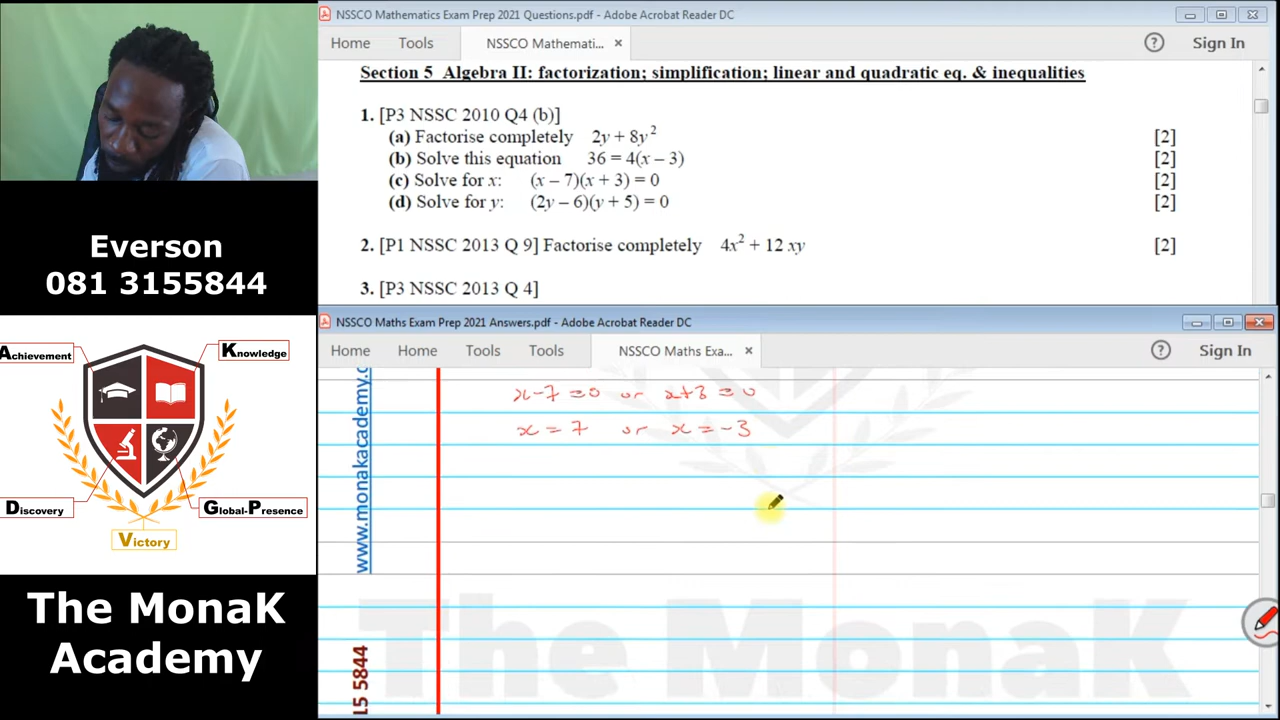 Everson
081 3155844
Achievement
Knowledge
Discovery
Global-Presence
Victory
The MonaK
Academy
NSSCO Mathematics Exam Prep 2021 Questions.pdf - Adobe Acrobat Reader DC
Home Tools NSSCO Mathemati... × ? Sign In
Section 5 Algebra II: factorization; simplification; linear and quadratic eq. & inequalities
1. [P3 NSSC 2010 Q4 (b)]
(a) Factorise completely 2y + 8y² [2]
(b) Solve this equation 36 = 4(x – 3) [2]
(c) Solve for x: (x – 7)(x + 3) = 0 [2]
(d) Solve for y: (2y – 6)(y + 5) = 0 [2]
2. [P1 NSSC 2013 Q 9] Factorise completely 4x² + 12 xy [2]
3. [P3 NSSC 2013 Q 4]
NSSCO Maths Exam Prep 2021 Answers.pdf - Adobe Acrobat Reader DC
Home Home Tools Tools NSSCO Maths Exa... × ? Sign In
x-7=0 or x+3=0
x=7 or x=-3
www.monakacademy.c
The MonaK
5844